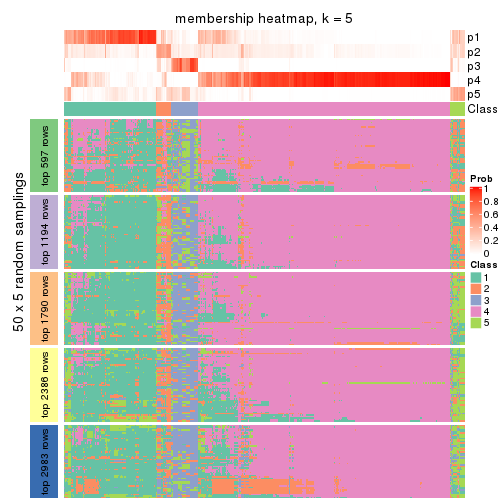 membership heatmap, k = 5
p1
p2
p3
p4
p5
Class
50 x 5 random samplings
top 597 rows
top 1194 rows
top 1790 rows
top 2386 rows
top 2983 rows
Prob
1
0.8
0.6
0.4
0.2
0
Class
1
2
3
4
5